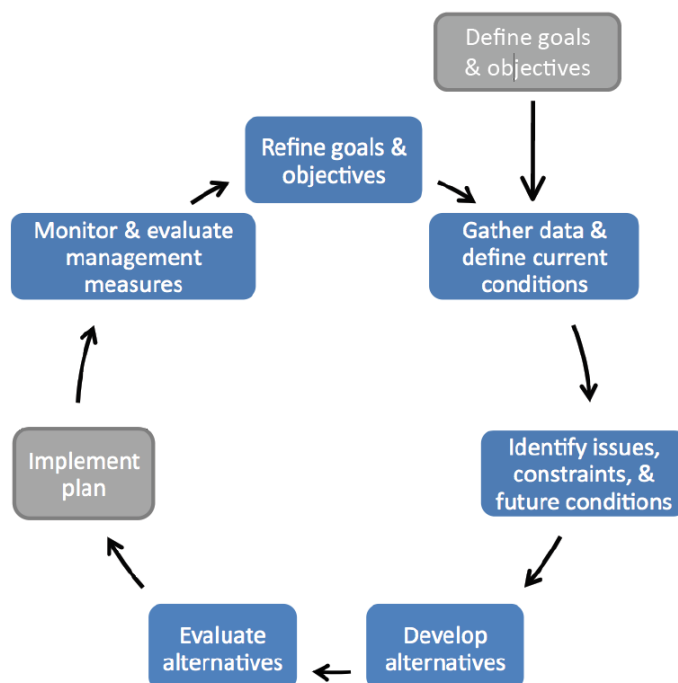 Define goals
& objectives
Refine goals &
objectives
Gather data &
define current
conditions
Identify issues,
constraints, &
future conditions
Develop
alternatives
Evaluate
alternatives
Implement
plan
Monitor & evaluate
management
measures